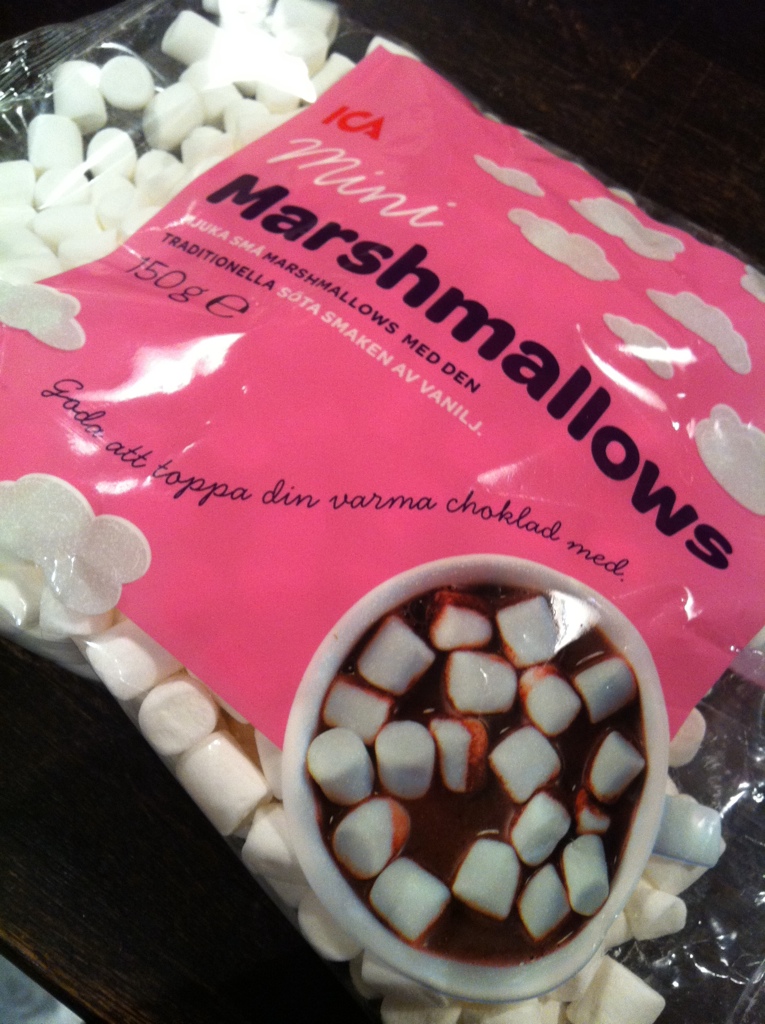 ICA
mini
Marshmallows
MJUKA SMÅ MARSHMALLOWS MED DEN
TRADITIONELLA SÖTA SMAKEN AV VANILJ.
150g e
Goda att toppa din varma choklad med.